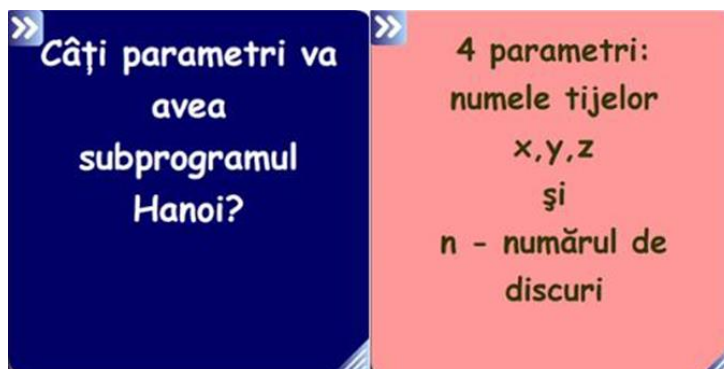 Câți parametri va
avea
subprogramul
Hanoi?
4 parametri:
numele tijelor
x,y,z
şi
n - numărul de
discuri